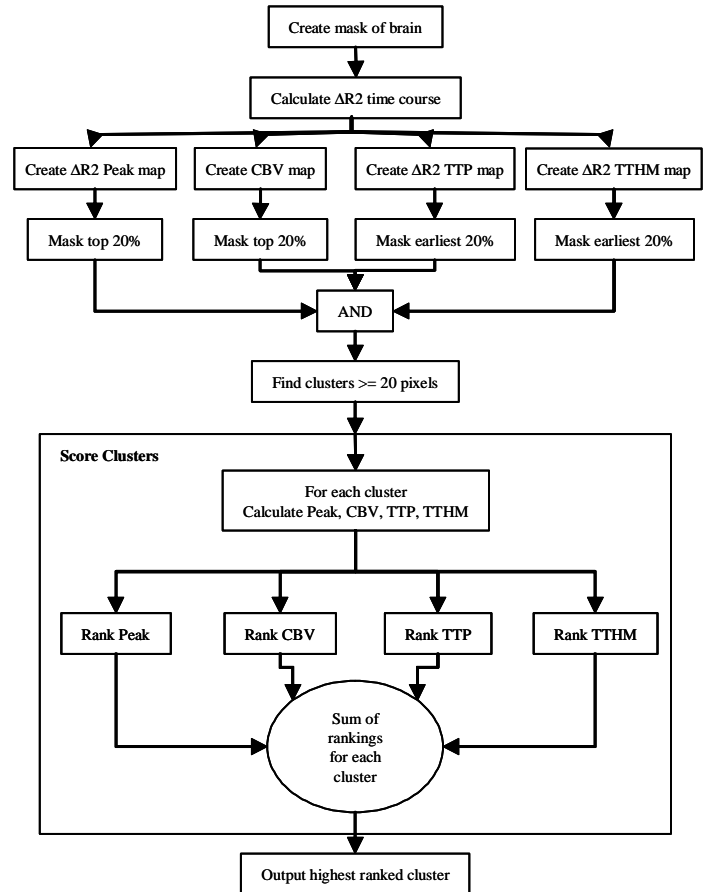 Create mask of brain
Calculate ΔR2 time course
Create ΔR2 Peak map
Create CBV map
Create ΔR2 TTP map
Create ΔR2 TTHM map
Mask top 20%
Mask top 20%
Mask earliest 20%
Mask earliest 20%
AND
Find clusters >= 20 pixels
Score Clusters
For each cluster
Calculate Peak, CBV, TTP, TTHM
Rank Peak
Rank CBV
Rank TTP
Rank TTHM
Sum of
rankings
for each
cluster
Output highest ranked cluster